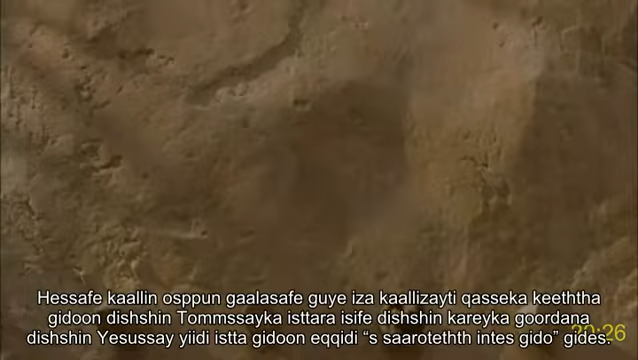 Hessafe kaallin osppun gaalasafe guye iza kaallizayti qasseka keeththa
gidoon dishshin Tommssayka isttara isife dishshin kareyka goordana
dishshin Yesussay yiidi istta gidoon eqqidi “s saarotethth intes gido” gides.
20:26